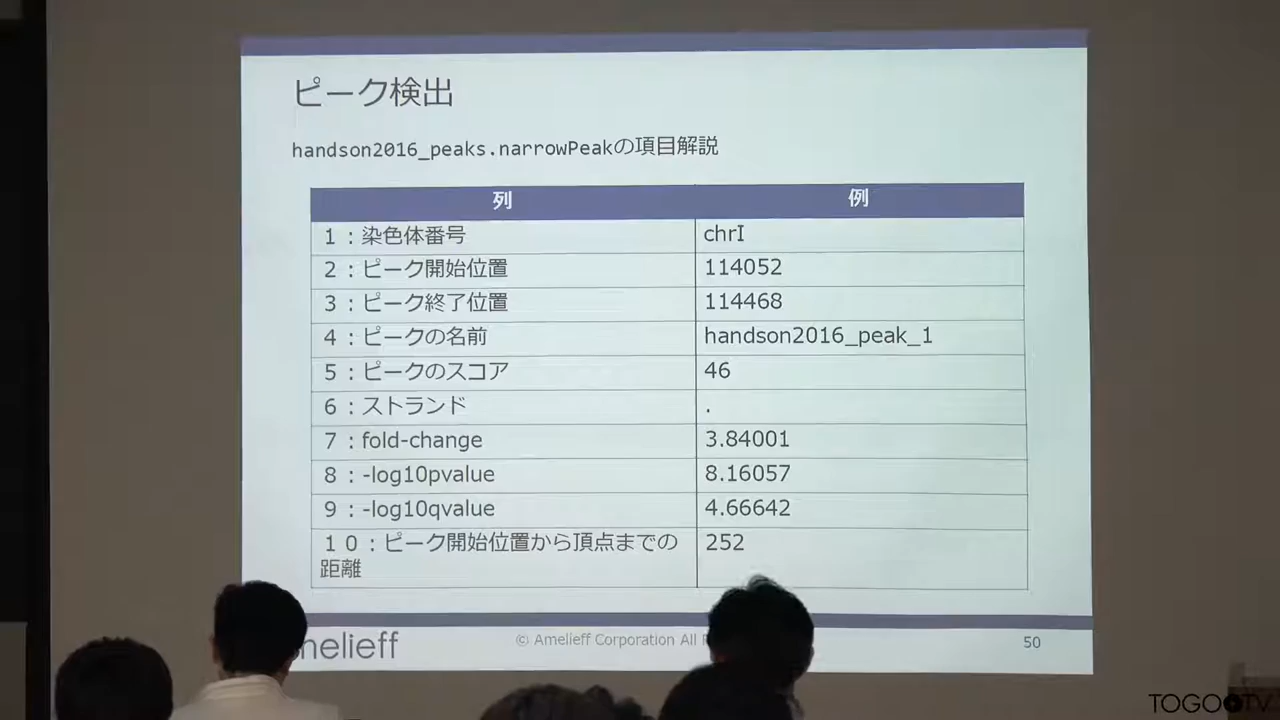 ピーク検出
handson2016_peaks.narrowPeakの項目解説
列 例
1：染色体番号 chrI
2：ピーク開始位置 114052
3：ピーク終了位置 114468
4：ピークの名前 handson2016_peak_1
5：ピークのスコア 46
6：ストランド .
7：fold-change 3.84001
8：-log10pvalue 8.16057
9：-log10qvalue 4.66642
10：ピーク開始位置から頂点までの 252
距離
melieff © Amelieff Corporation All 50
TOGOTV